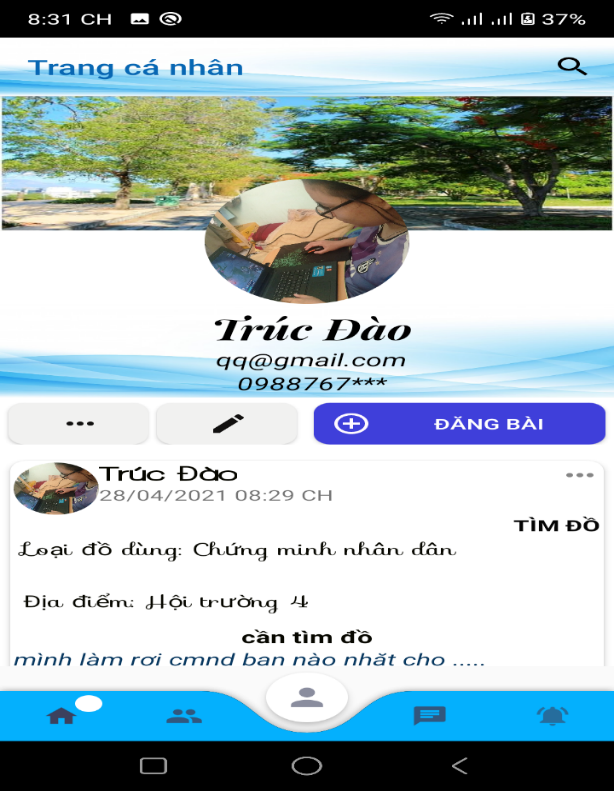 8:31 CH
37%
Trang cá nhân
Trúc Đào
qq@gmail.com
0988767***
ĐĂNG BÀI
Trúc Đào
28/04/2021 08:29 CH
TÌM ĐỒ
Loại đồ dùng: Chứng minh nhân dân
Địa điểm: Hội trường 4
cần tìm đồ
mình làm rơi cmnd bạn nào nhặt cho .....